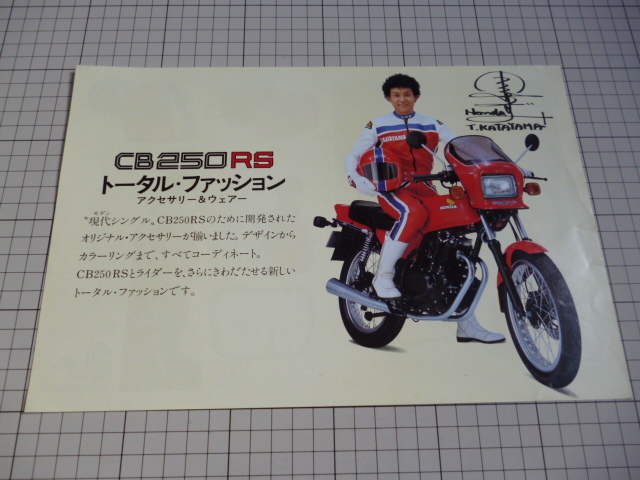 CB250RS
トータル・ファッション
アクセサリー&ウェアー
モダン
"現代シングル。CB250RSのために開発された
オリジナル・アクセサリーが揃いました。デザインから
カラーリングまで、すべてコーディネート。
CB250RSとライダーを、さらにきわだたせる新しい
トータル・ファッションです。
Honda
T.KATAYAMA
KATAYAMA
HONDA